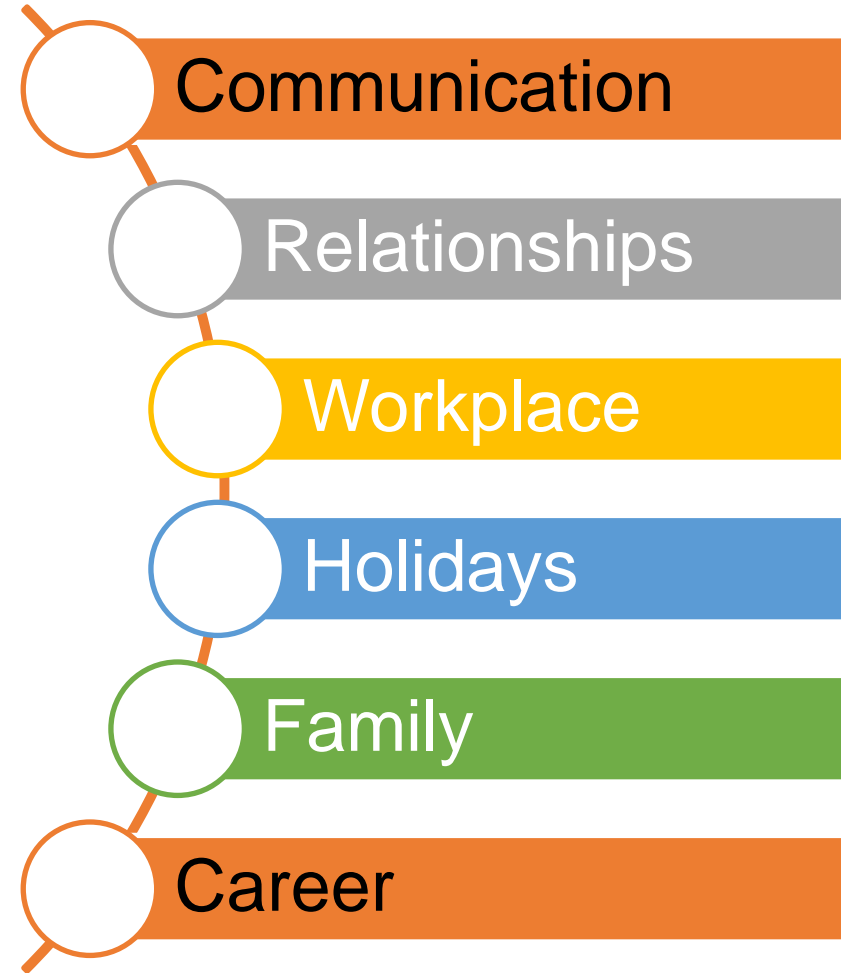 Communication
Relationships
Workplace
Holidays
Family
Career